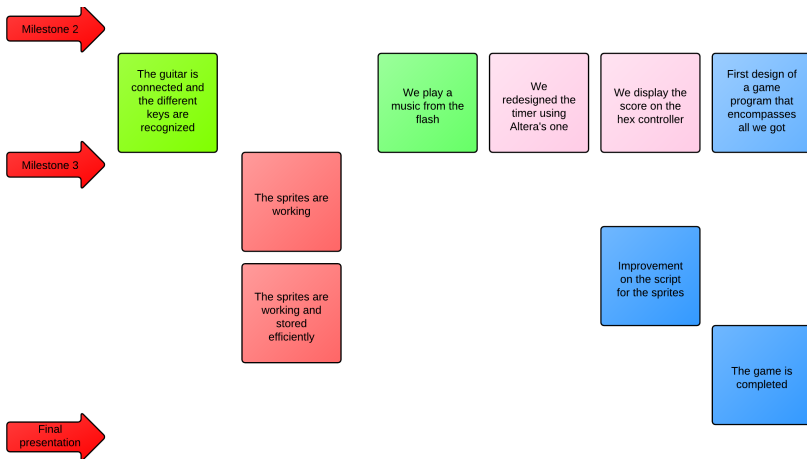 Milestone 2
The guitar is
connected and
the different
keys are
recognized
We play a
music from the
flash
We
redesigned the
timer using
Altera's one
We display the
score on the
hex controller
First design of
a game
program that
encompasses
all we got
Milestone 3
The sprites are
working
Improvement
on the script
for the sprites
The sprites are
working and
stored
efficiently
The game is
completed
Final
presentation